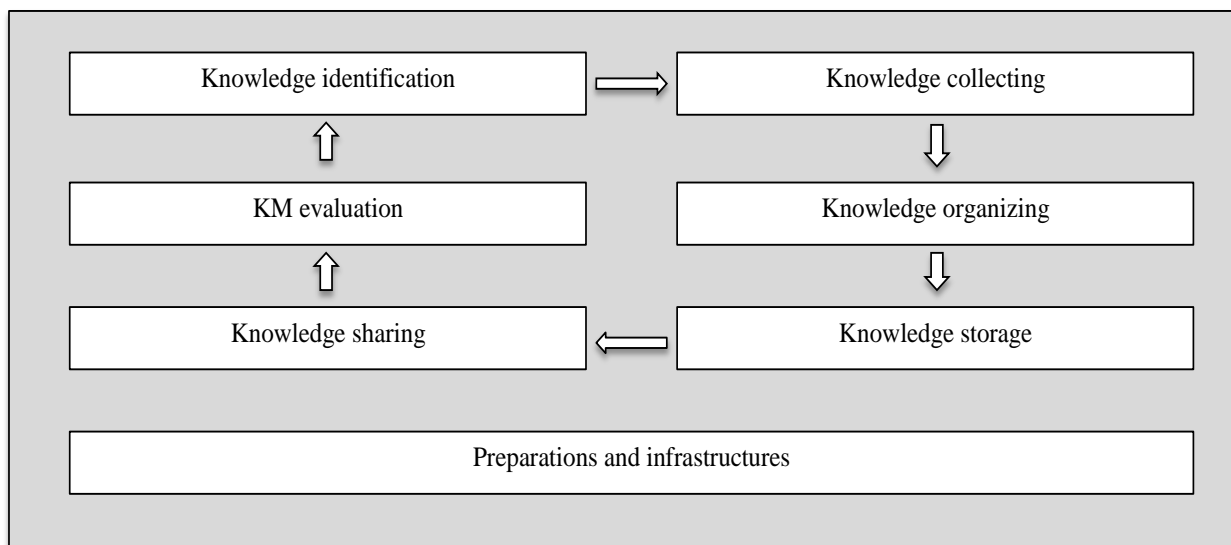 Knowledge identification
Knowledge collecting
KM evaluation
Knowledge organizing
Knowledge sharing
Knowledge storage
Preparations and infrastructures